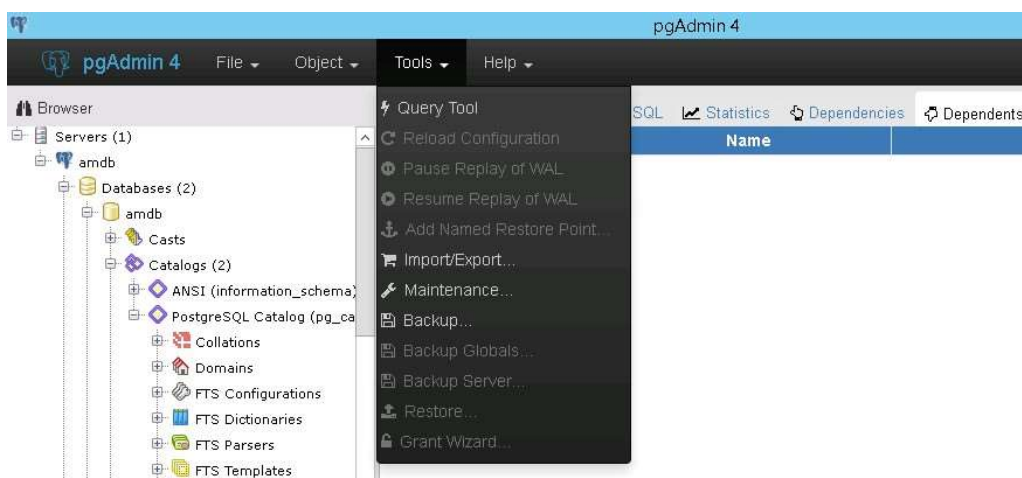 pgAdmin 4
pgAdmin 4 File Object Tools Help
Browser
Servers (1)
amdb
Databases (2)
amdb
Casts
Catalogs (2)
ANSI (information_schema)
PostgreSQL Catalog (pg_ca
Collations
Domains
FTS Configurations
FTS Dictionaries
FTS Parsers
FTS Templates
Query Tool
Reload Configuration
Pause Replay of WAL
Resume Replay of WAL
Add Named Restore Point...
Import/Export...
Maintenance...
Backup...
Backup Globals...
Backup Server...
Restore...
Grant Wizard...
SQL Statistics Dependencies Dependents
Name